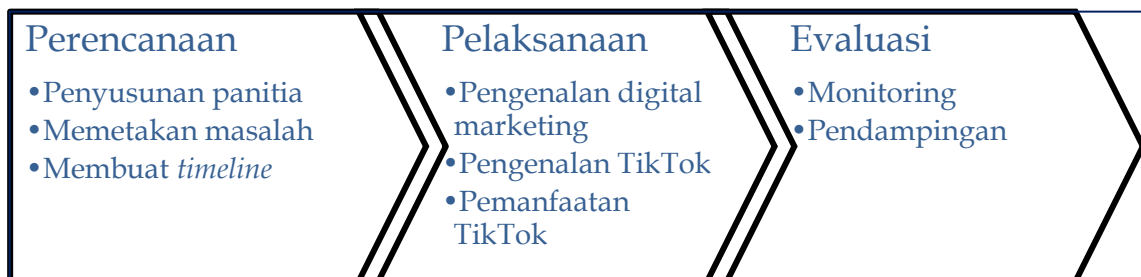 Perencanaan
•Penyusunan panitia
•Memetakan masalah
•Membuat timeline
Pelaksanaan
•Pengenalan digital
marketing
•Pengenalan TikTok
•Pemanfaatan
TikTok
Evaluasi
•Monitoring
•Pendampingan